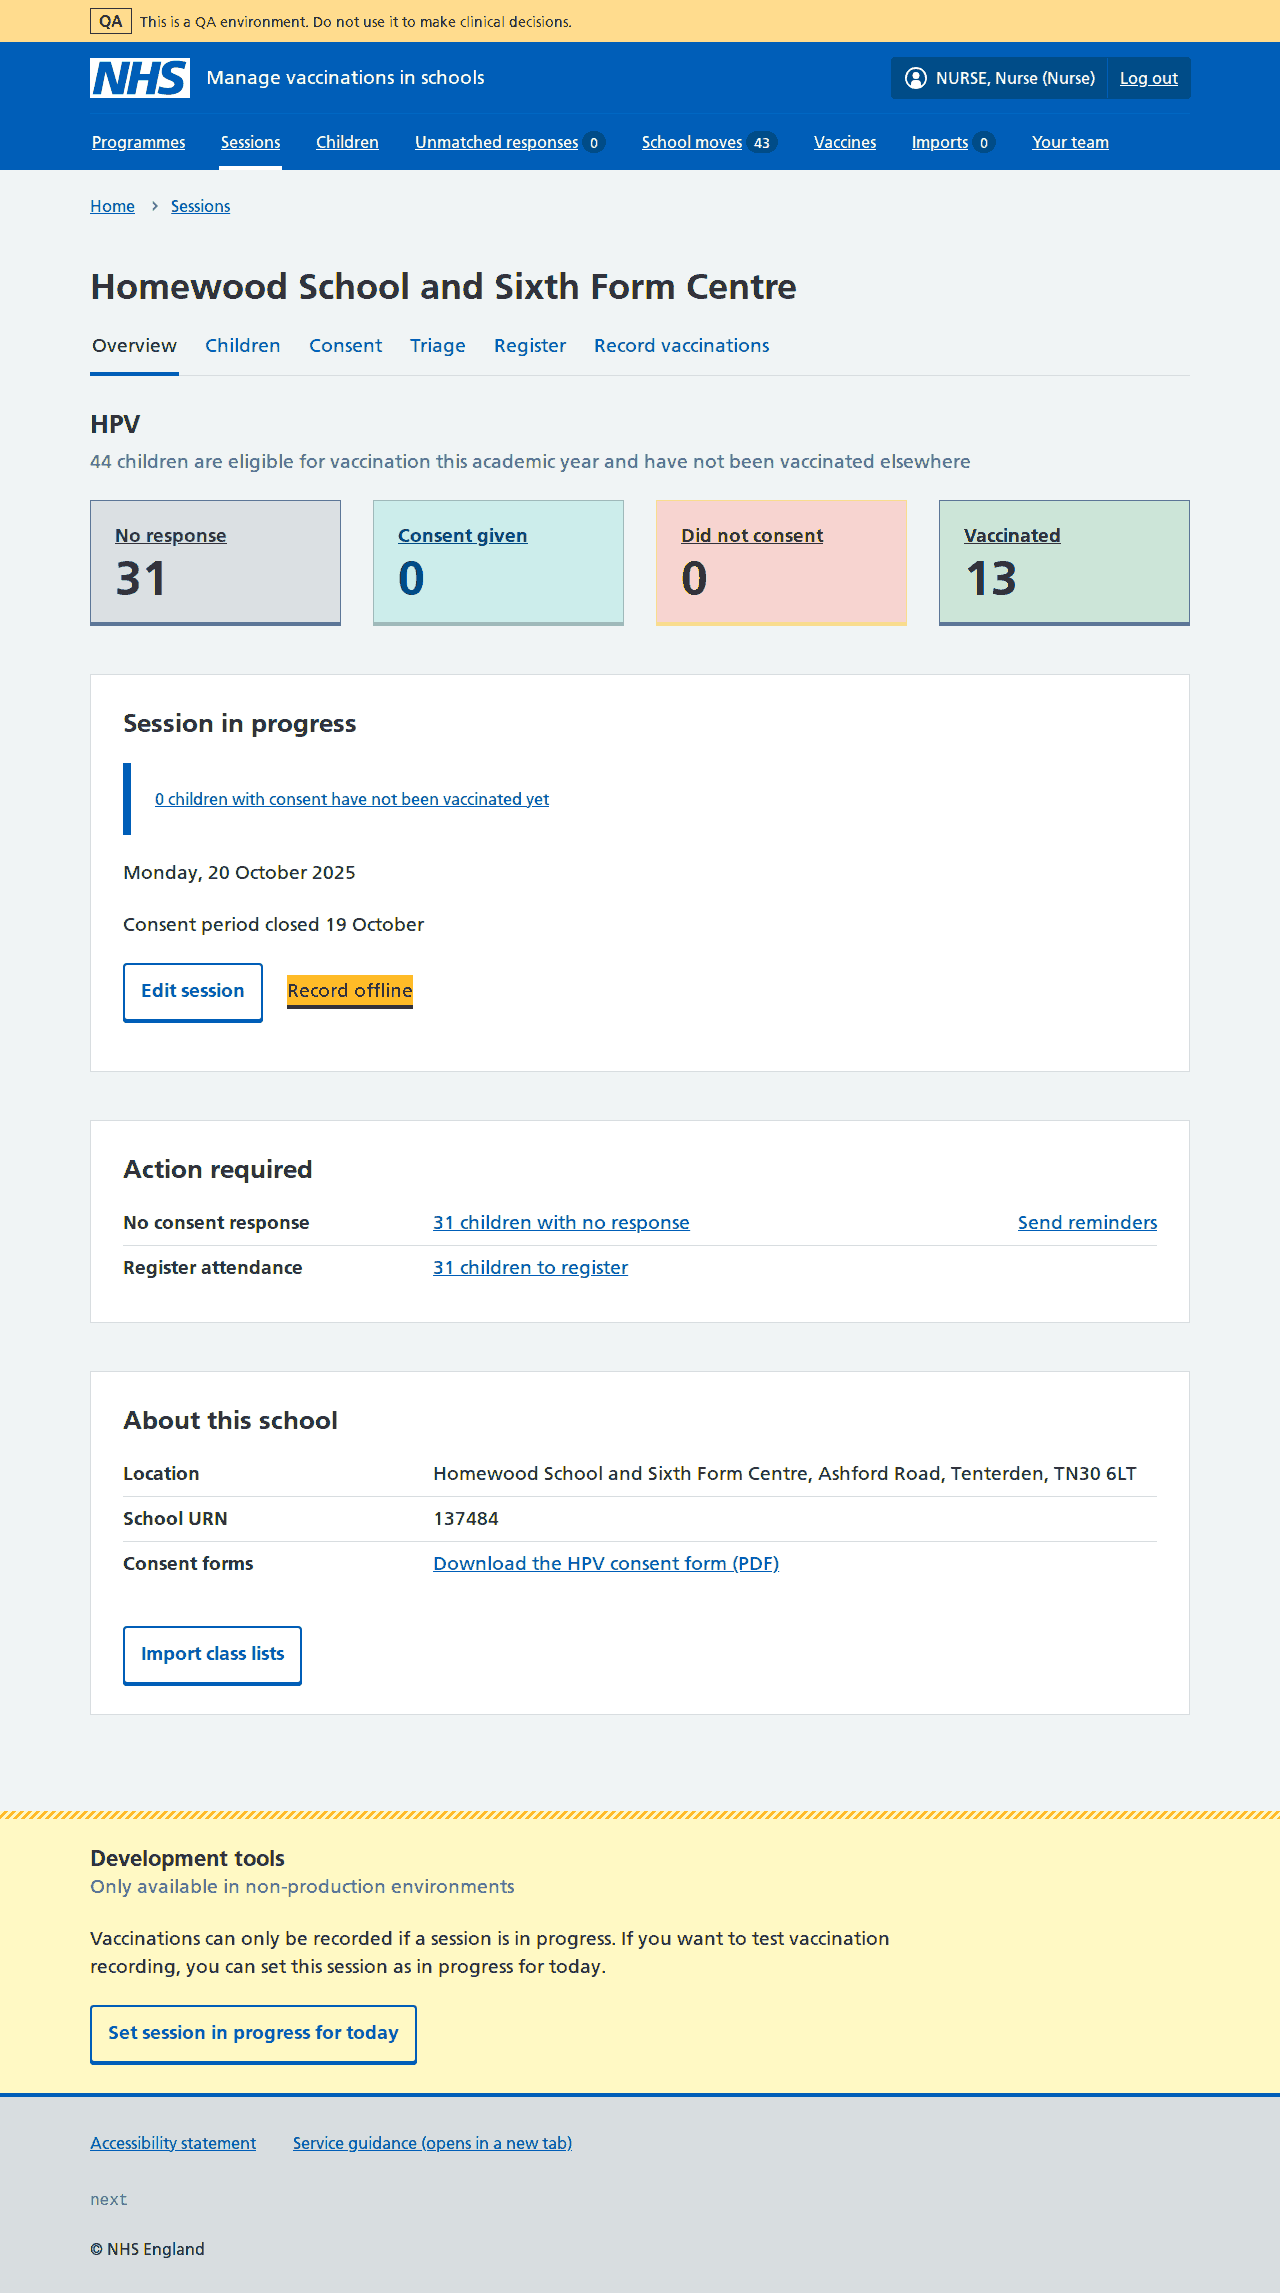 QA This is a QA environment. Do not use it to make clinical decisions.
NHS Manage vaccinations in schools NURSE, Nurse (Nurse) Log out
Programmes Sessions Children Unmatched responses 0 School moves 43 Vaccines Imports 0 Your team
Home Sessions
Homewood School and Sixth Form Centre
Overview Children Consent Triage Register Record vaccinations
HPV
44 children are eligible for vaccination this academic year and have not been vaccinated elsewhere
No response Consent given Did not consent Vaccinated
31 0 0 13
Session in progress
0 children with consent have not been vaccinated yet
Monday, 20 October 2025
Consent period closed 19 October
Edit session Record offline
Action required
No consent response 31 children with no response Send reminders
Register attendance 31 children to register
About this school
Location Homewood School and Sixth Form Centre, Ashford Road, Tenterden, TN30 6LT
School URN 137484
Consent forms Download the HPV consent form (PDF)
Import class lists
Development tools
Only available in non-production environments
Vaccinations can only be recorded if a session is in progress. If you want to test vaccination
recording, you can set this session as in progress for today.
Set session in progress for today
Accessibility statement Service guidance (opens in a new tab)
next
© NHS England